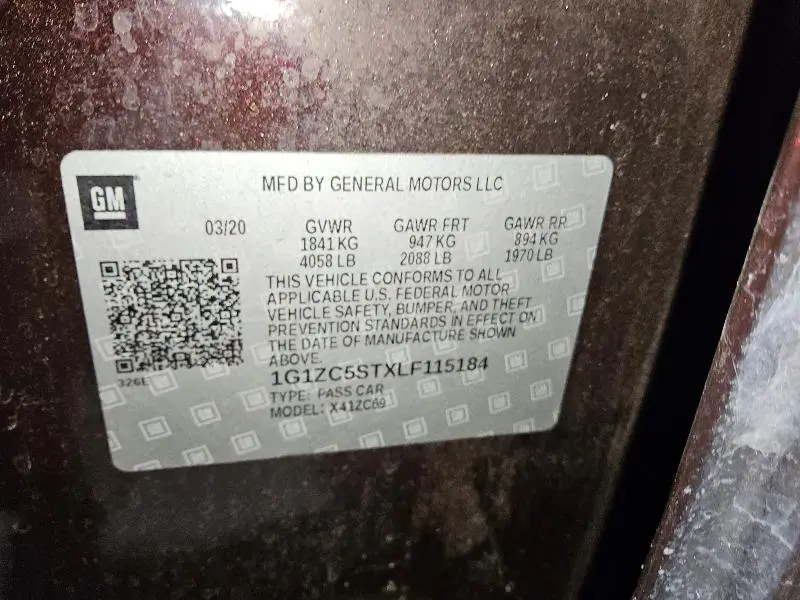 GM
MFD BY GENERAL MOTORS LLC
03/20
GVWR GAWR FRT GAWR RR
1841 KG 947 KG 894 KG
4058 LB 2088 LB 1970 LB
THIS VEHICLE CONFORMS TO ALL
APPLICABLE U.S. FEDERAL MOTOR
VEHICLE SAFETY, BUMPER, AND THEFT
PREVENTION STANDARDS IN EFFECT ON
THE DATE OF MANUFACTURE SHOWN
ABOVE.
326E
1G1ZC5STXLF115184
TYPE: PASS CAR
MODEL: X41ZC69